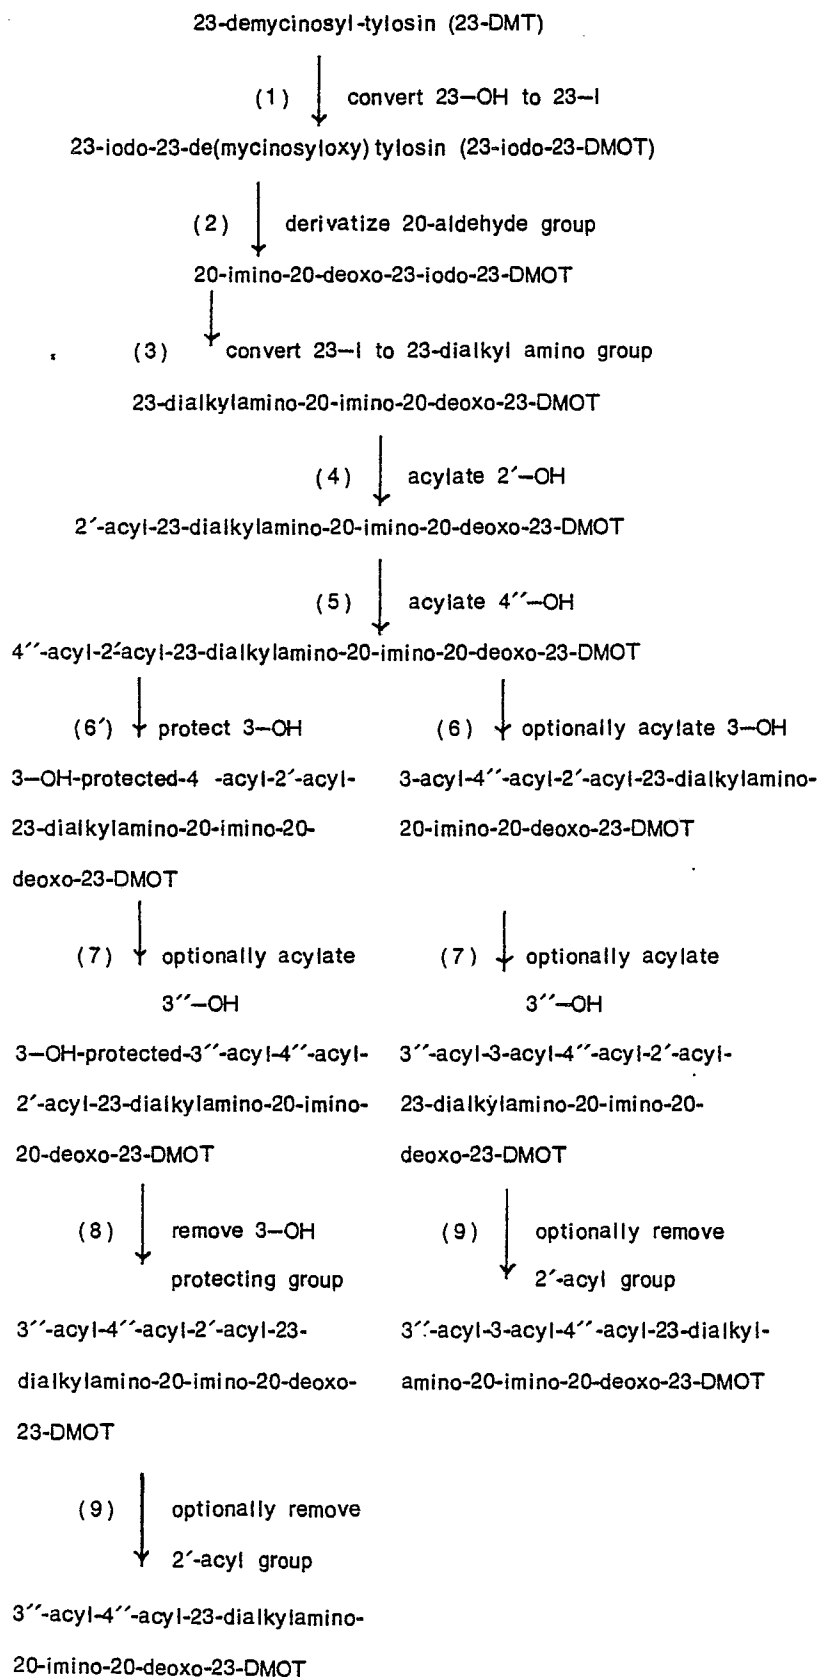 23-demycinosyl-tylosin (23-DMT)
(1) convert 23-OH to 23-I
23-iodo-23-de(mycinosyloxy)tylosin (23-iodo-23-DMOT)
(2) derivatize 20-aldehyde group
20-imino-20-deoxo-23-iodo-23-DMOT
(3) convert 23-I to 23-dialkyl amino group
23-dialkylamino-20-imino-20-deoxo-23-DMOT
(4) acylate 2′-OH
2′-acyl-23-dialkylamino-20-imino-20-deoxo-23-DMOT
(5) acylate 4′′-OH
4′′-acyl-2′-acyl-23-dialkylamino-20-imino-20-deoxo-23-DMOT
(6′) protect 3-OH
3-OH-protected-4 -acyl-2′-acyl-
23-dialkylamino-20-imino-20-
deoxo-23-DMOT
(7) optionally acylate
3′′-OH
3-OH-protected-3′′-acyl-4′′-acyl-
2′-acyl-23-dialkylamino-20-imino-
20-deoxo-23-DMOT
(8) remove 3-OH
protecting group
3′′-acyl-4′′-acyl-2′-acyl-23-
dialkylamino-20-imino-20-deoxo-
23-DMOT
(9) optionally remove
2′-acyl group
3′′-acyl-4′′-acyl-23-dialkylamino-
20-imino-20-deoxo-23-DMOT
(6) optionally acylate 3-OH
3-acyl-4′′-acyl-2′-acyl-23-dialkylamino-
20-imino-20-deoxo-23-DMOT
(7) optionally acylate
3′′-OH
3′′-acyl-3-acyl-4′′-acyl-2′-acyl-
23-dialkylamino-20-imino-20-
deoxo-23-DMOT
(9) optionally remove
2′-acyl group
3′′-acyl-3-acyl-4′′-acyl-23-dialkyl-
amino-20-imino-20-deoxo-23-DMOT